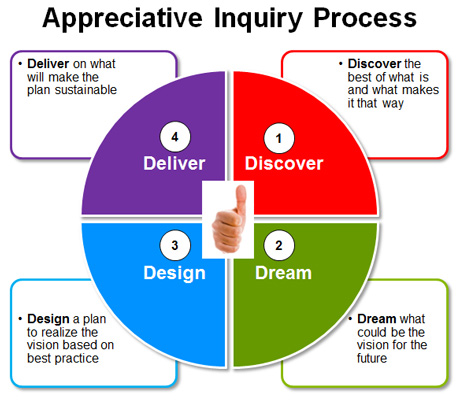 Appreciative Inquiry Process
• Deliver on what
will make the
plan sustainable
• Discover the
best of what is
and what makes
it that way
4
Deliver
1
Discover
3
Design
2
Dream
• Design a plan
to realize the
vision based on
best practice
• Dream what
could be the
vision for the
future